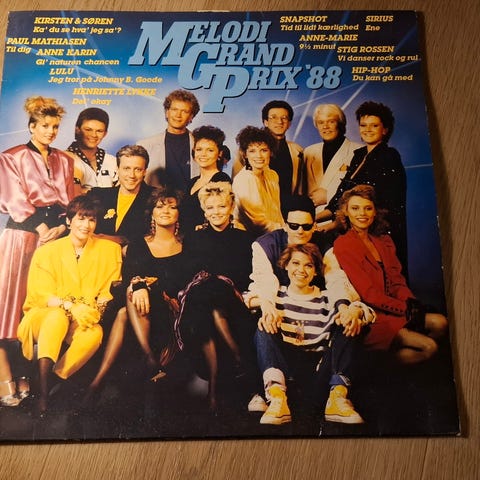 KIRSTEN & SØREN
Ka' du se hva' jeg sa'?
PAUL MATHIASEN
Til dig
ANNE KARIN
Gi' naturen chancen
LULU
Jeg tror på Johnny B. Goode
HENRIETTE LYKKE
Det' okay
MELODI
GRAND
PRIX '88
SNAPSHOT
Tid til lidt kærlighed
SIRIUS
Ene
ANNE-MARIE
9½ minut
STIG ROSSEN
Vi danser rock og rul
HIP-HOP
Du kan gå med